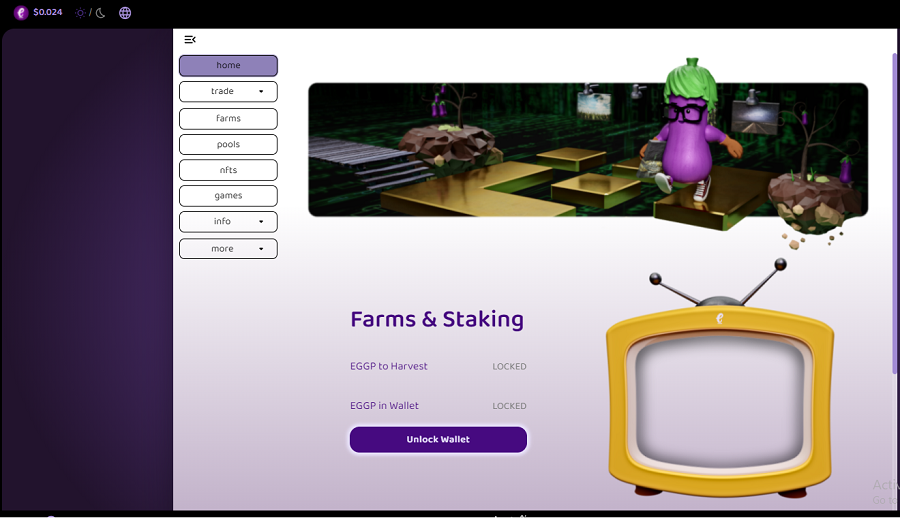 $0.024 /
home
trade
farms
pools
nfts
games
info
more
Farms & Staking
EGGP to Harvest LOCKED
EGGP in Wallet LOCKED
Unlock Wallet
Go to